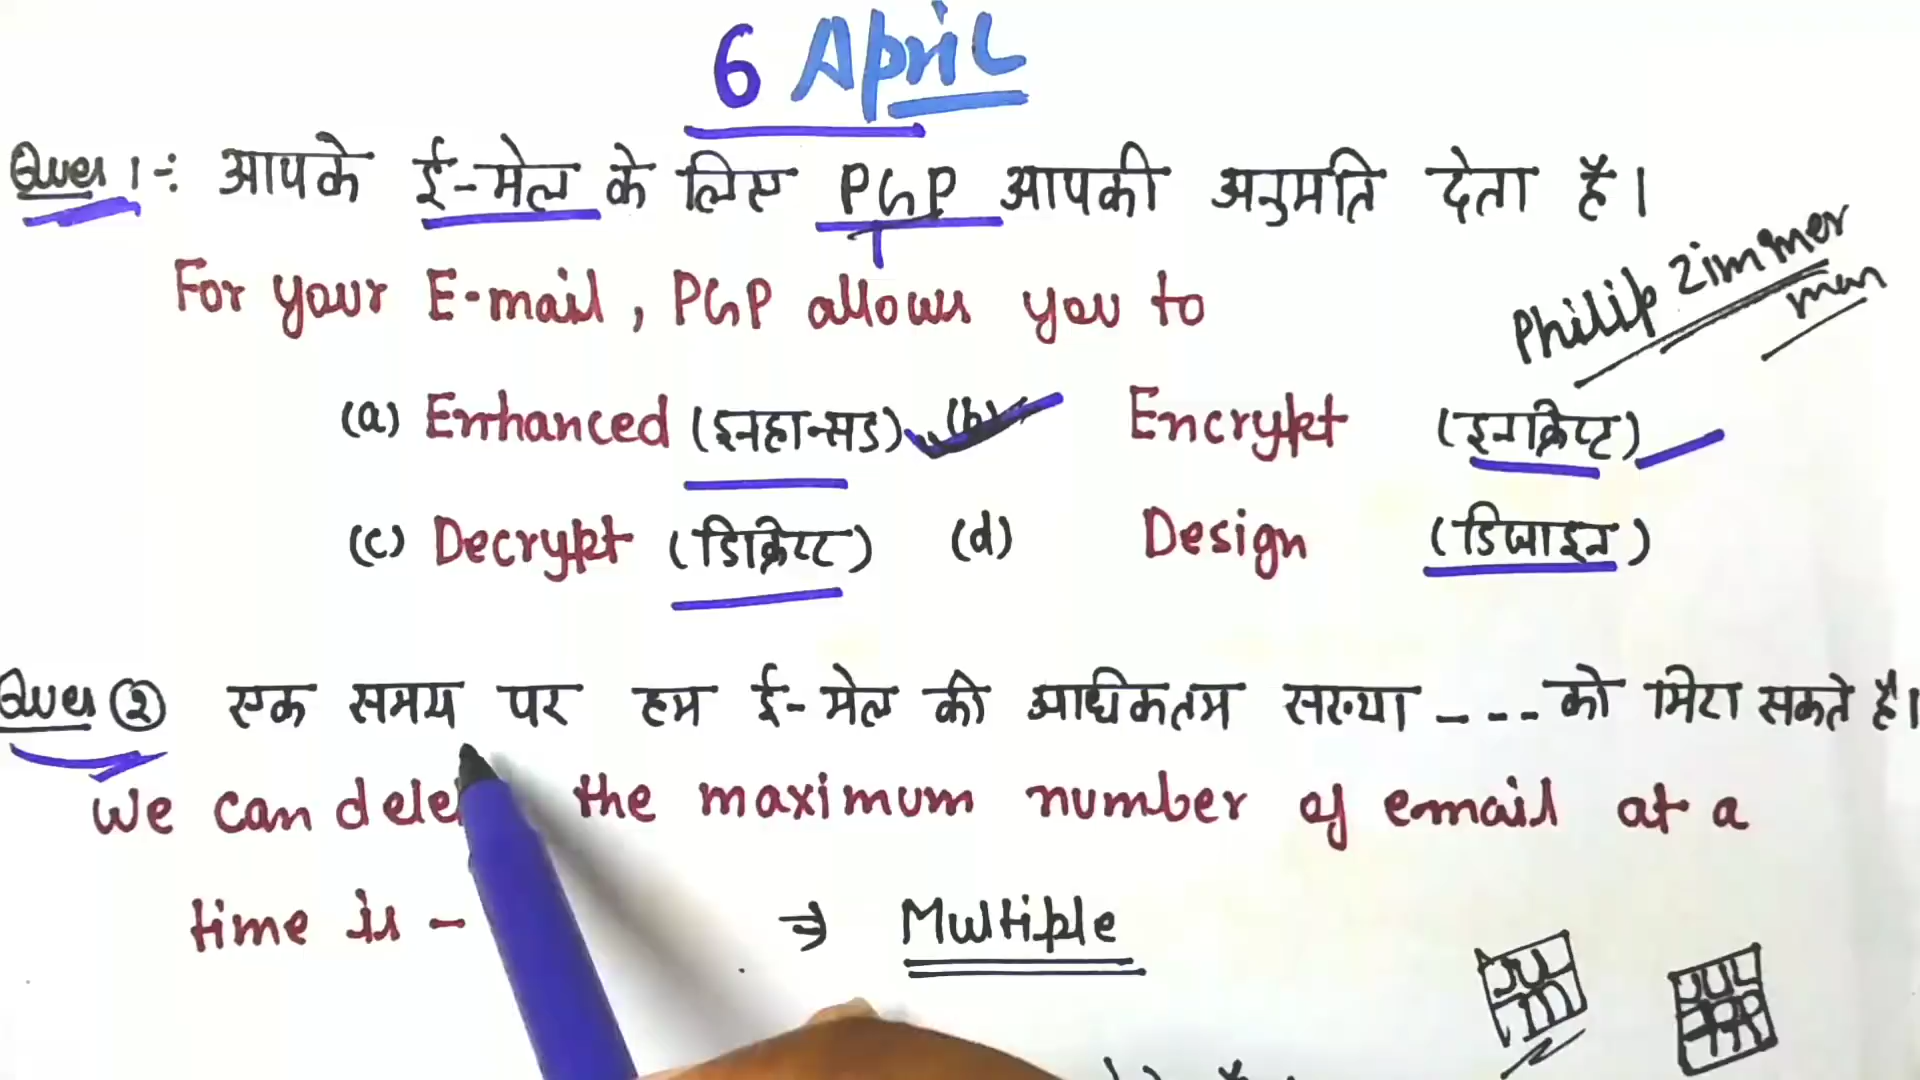 6 April
Ques 1 -: आपके ई-मेल के लिए PGP आपकी अनुमति देता है।
For your E-mail, PGP allows you to
Philip Zimmer
man
(a) Enhanced (इनहान्सड) (b) Encrypt (इनक्रिप्ट)
(c) Decrypt (डिक्रिप्ट) (d) Design (डिजाइन)
Ques ② एक समय पर हम ई-मेल की अधिकतम संख्या - - - - को मिटा सकते है।
We can delet the maximum number of email at a
time is - → Multiple